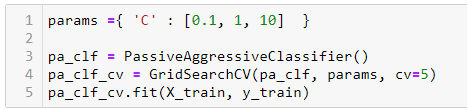 1 params ={ 'C' : [0.1, 1, 10]  }
2
3 pa_clf = PassiveAggressiveClassifier()
4 pa_clf_cv = GridSearchCV(pa_clf, params, cv=5)
5 pa_clf_cv.fit(X_train, y_train)